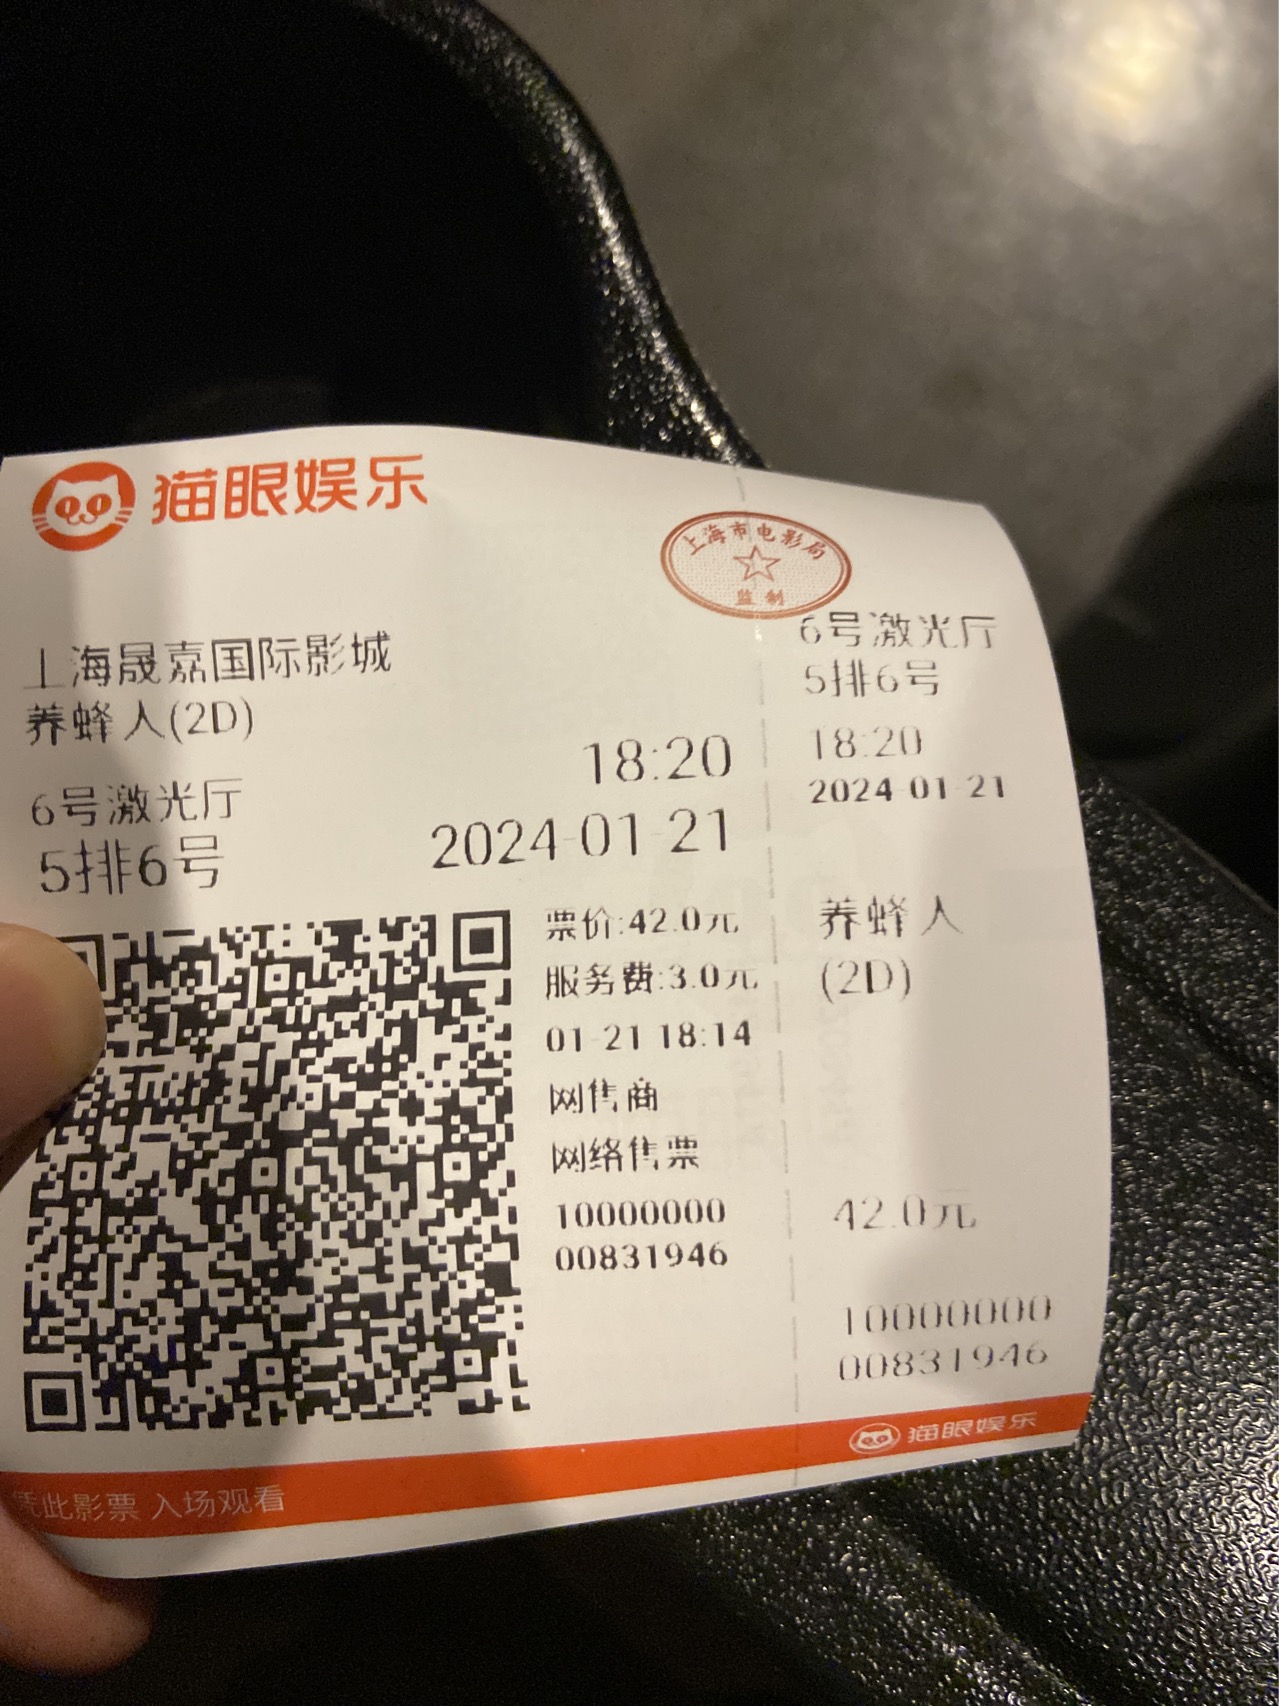 猫眼娱乐
上海市电影局
监制
上海晟嘉国际影城
养蜂人(2D)
18:20
6号激光厅
2024-01-21
5排6号
票价:42.0元
服务费:3.0元
01-21 18:14
网售商
网络售票
10000000
00831946
凭此影票 入场观看
6号激光厅
5排6号
18:20
2024-01-21
养蜂人
(2D)
42.0元
10000000
00831946
猫眼娱乐